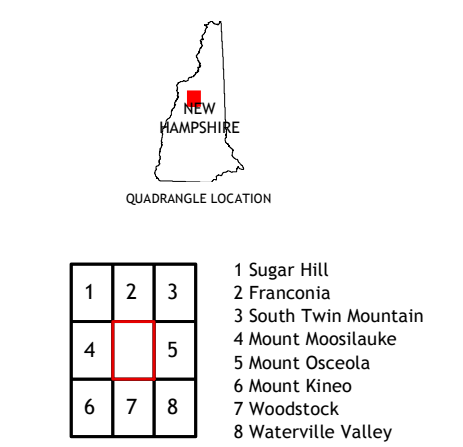 NEW
HAMPSHIRE
QUADRANGLE LOCATION
1 2 3
4 5
6 7 8
1 Sugar Hill
2 Franconia
3 South Twin Mountain
4 Mount Moosilauke
5 Mount Osceola
6 Mount Kineo
7 Woodstock
8 Waterville Valley